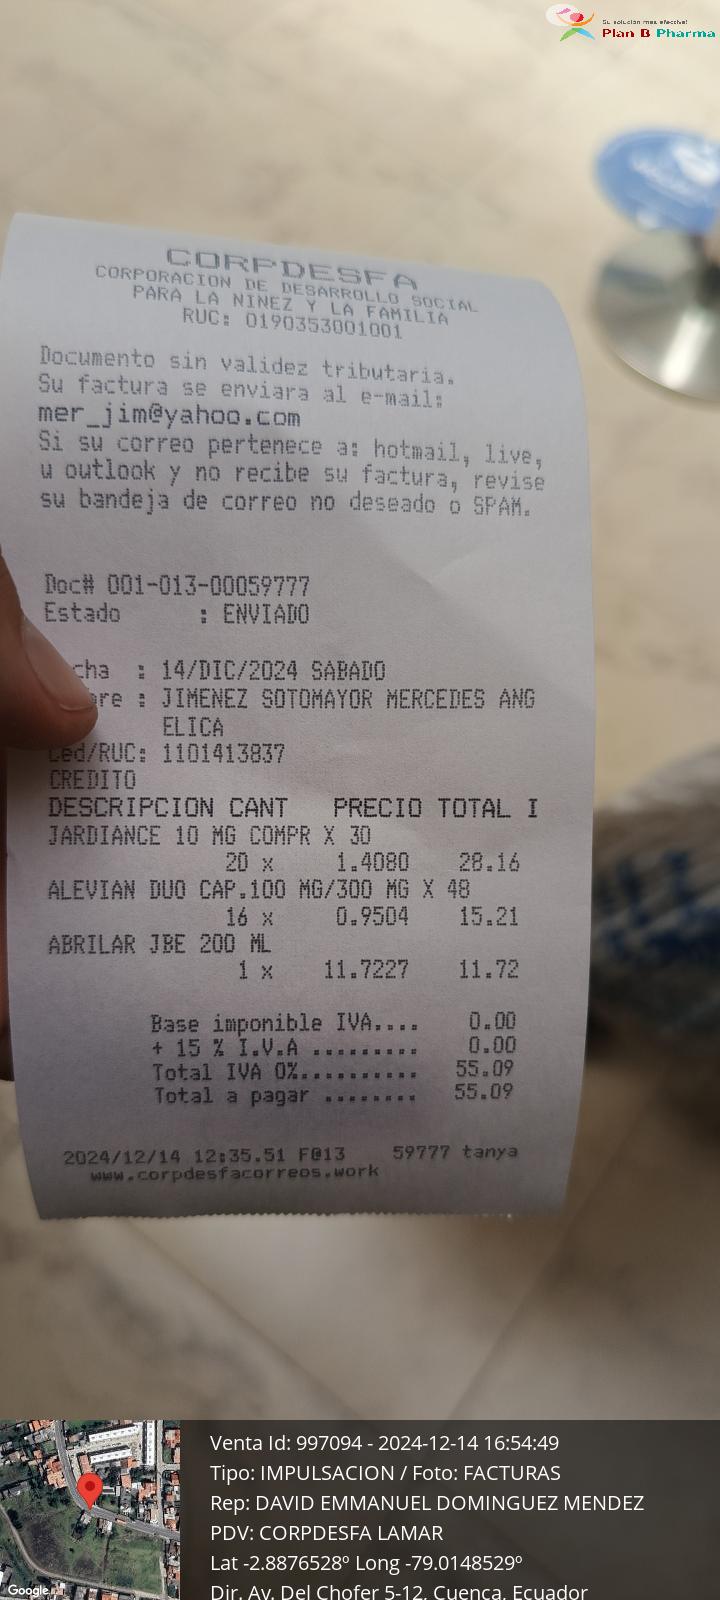 Su solución más efectiva!
Plan B Pharma
CORPDESFA
CORPORACION DE DESARROLLO SOCIAL
PARA LA NINEZ Y LA FAMILIA
RUC: 0190353001001
Documento sin validez tributaria.
Su factura se enviara al e-mail:
mer_jim@yahoo.com
Si su correo pertenece a: hotmail, live,
u outlook y no recibe su factura, revise
su bandeja de correo no deseado o SPAM.
Doc# 001-013-00059777
Estado : ENVIADO
cha : 14/DIC/2024 SABADO
bre : JIMENEZ SOTOMAYOR MERCEDES ANG
ELICA
Ced/RUC: 1101413837
CREDITO
DESCRIPCION CANT PRECIO TOTAL I
JARDIANCE 10 MG COMPR X 30
20 x 1.4080 28.16
ALEVIAN DUO CAP.100 MG/300 MG X 48
16 x 0.9504 15.21
ABRILAR JBE 200 ML
1 x 11.7227 11.72
Base imponible IVA.... 0.00
+ 15 % I.V.A ......... 0.00
Total IVA 0%.......... 55.09
Total a pagar ........ 55.09
2024/12/14 12:35.51 F@13 59777 tanya
www.corpdesfacorreos.work
Venta Id: 997094 - 2024-12-14 16:54:49
Tipo: IMPULSACION / Foto: FACTURAS
Rep: DAVID EMMANUEL DOMINGUEZ MENDEZ
PDV: CORPDESFA LAMAR
Lat -2.8876528º Long -79.0148529º
Dir. Av. Del Chofer 5-12, Cuenca, Ecuador
Google